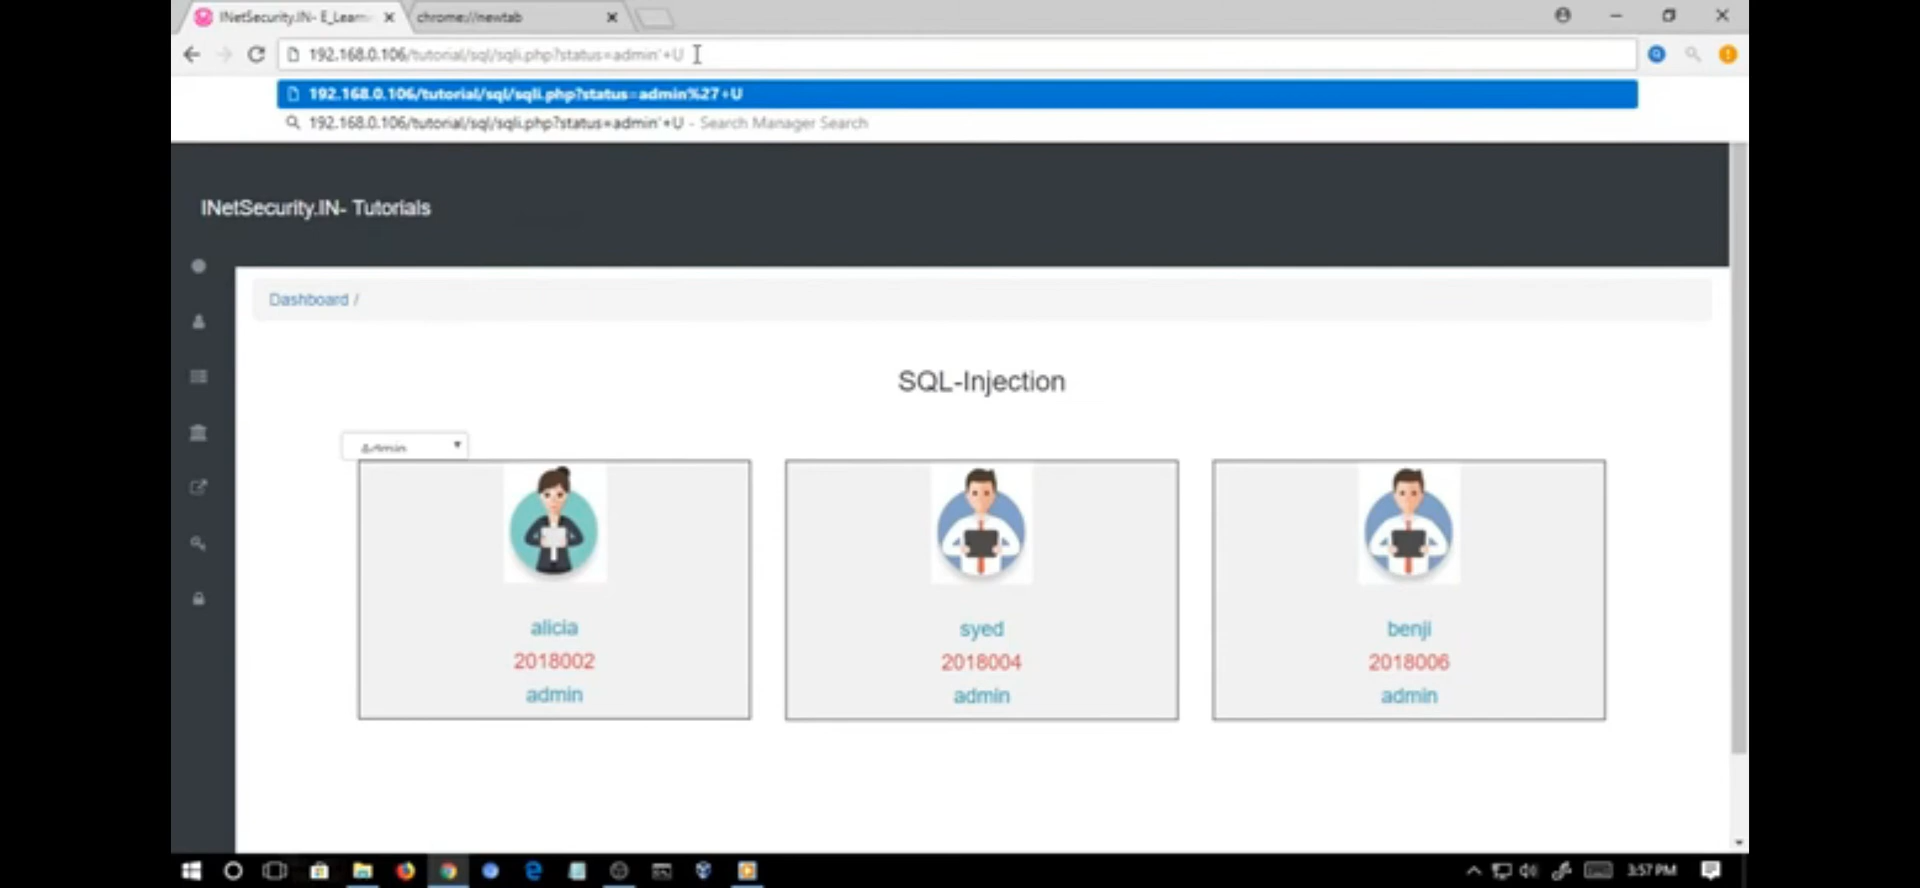 INetSecurity.IN- E_Learn
chrome://newtab
192.168.0.106/tutorial/sql/sqli.php?status=admin'+U
192.168.0.106/tutorial/sql/sqli.php?status=admin%27+U
192.168.0.106/tutorial/sql/sqli.php?status=admin'+U - Search Manager Search
INetSecurity.IN- Tutorials
Dashboard /
SQL-Injection
Admin
alicia
2018002
admin
syed
2018004
admin
benji
2018006
admin
3:57 PM